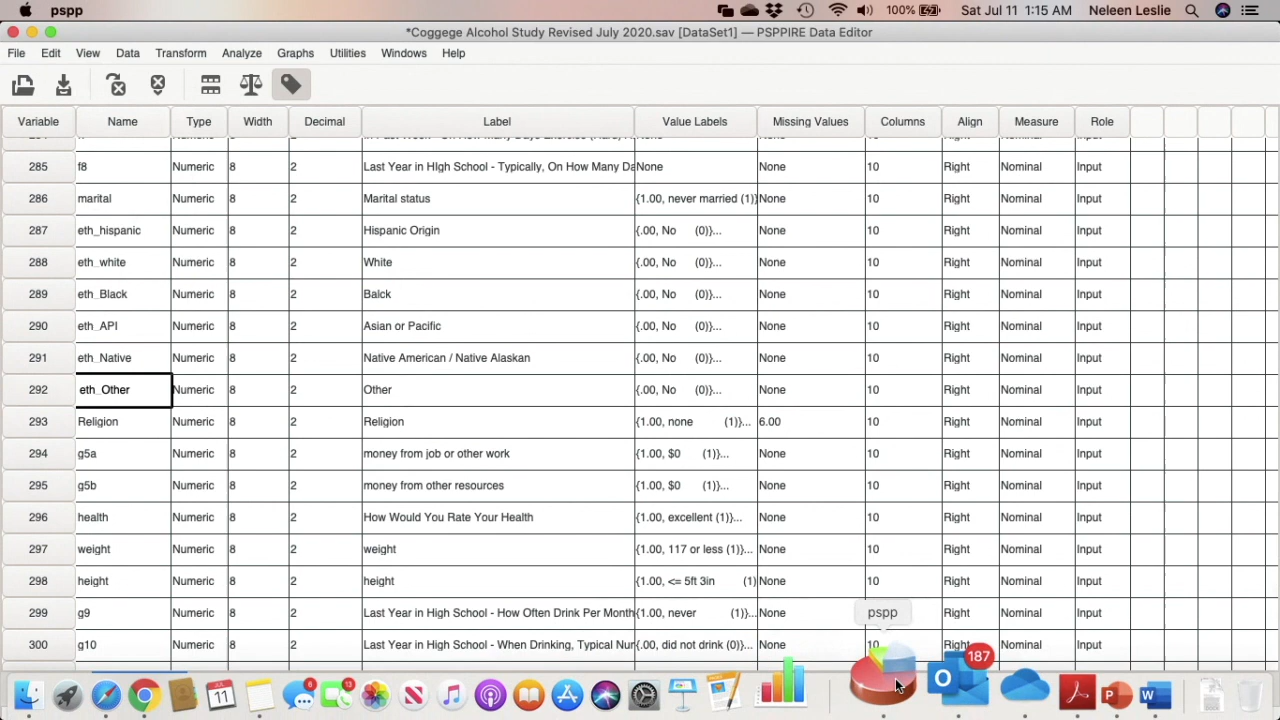 pspp 100% Sat Jul 11 1:15 AM Neleen Leslie
*Coggege Alcohol Study Revised July 2020.sav [DataSet1] — PSPPIRE Data Editor
File Edit View Data Transform Analyze Graphs Utilities Windows Help
Variable Name Type Width Decimal Label Value Labels Missing Values Columns Align Measure Role
285 f8 Numeric 8 2 Last Year in HIgh School - Typically, On How Many Da None None 10 Right Nominal Input
286 marital Numeric 8 2 Marital status {1.00, never married (1)} None 10 Right Nominal Input
287 eth_hispanic Numeric 8 2 Hispanic Origin {.00, No (0)}... None 10 Right Nominal Input
288 eth_white Numeric 8 2 White {.00, No (0)}... None 10 Right Nominal Input
289 eth_Black Numeric 8 2 Balck {.00, No (0)}... None 10 Right Nominal Input
290 eth_API Numeric 8 2 Asian or Pacific {.00, No (0)}... None 10 Right Nominal Input
291 eth_Native Numeric 8 2 Native American / Native Alaskan {.00, No (0)}... None 10 Right Nominal Input
292 eth_Other Numeric 8 2 Other {.00, No (0)}... None 10 Right Nominal Input
293 Religion Numeric 8 2 Religion {1.00, none (1)}... 6.00 10 Right Nominal Input
294 g5a Numeric 8 2 money from job or other work {1.00, $0 (1)}... None 10 Right Nominal Input
295 g5b Numeric 8 2 money from other resources {1.00, $0 (1)}... None 10 Right Nominal Input
296 health Numeric 8 2 How Would You Rate Your Health {1.00, excellent (1)}... None 10 Right Nominal Input
297 weight Numeric 8 2 weight {1.00, 117 or less (1)}... None 10 Right Nominal Input
298 height Numeric 8 2 height {1.00, <= 5ft 3in (1) None 10 Right Nominal Input
299 g9 Numeric 8 2 Last Year in High School - How Often Drink Per Month {1.00, never (1)}... None 10 Right Nominal Input
pspp
300 g10 Numeric 8 2 Last Year in High School - When Drinking, Typical Nur {.00, did not drink (0)}... None 10 Right Nominal Input
187
JUL 11 6 13 O P W